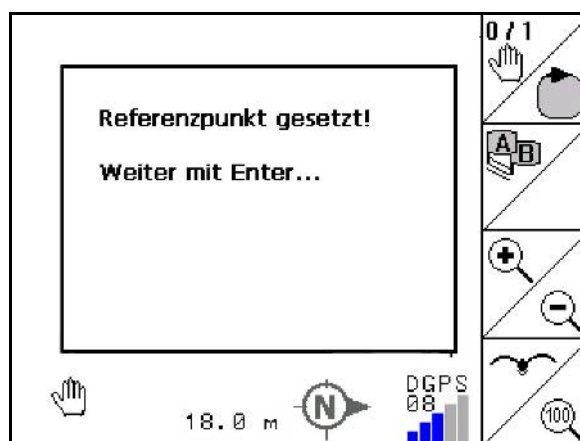 0/1
Referenzpunkt gesetzt!
A B
Weiter mit Enter...
DGPS
08
18.0 m
N
100